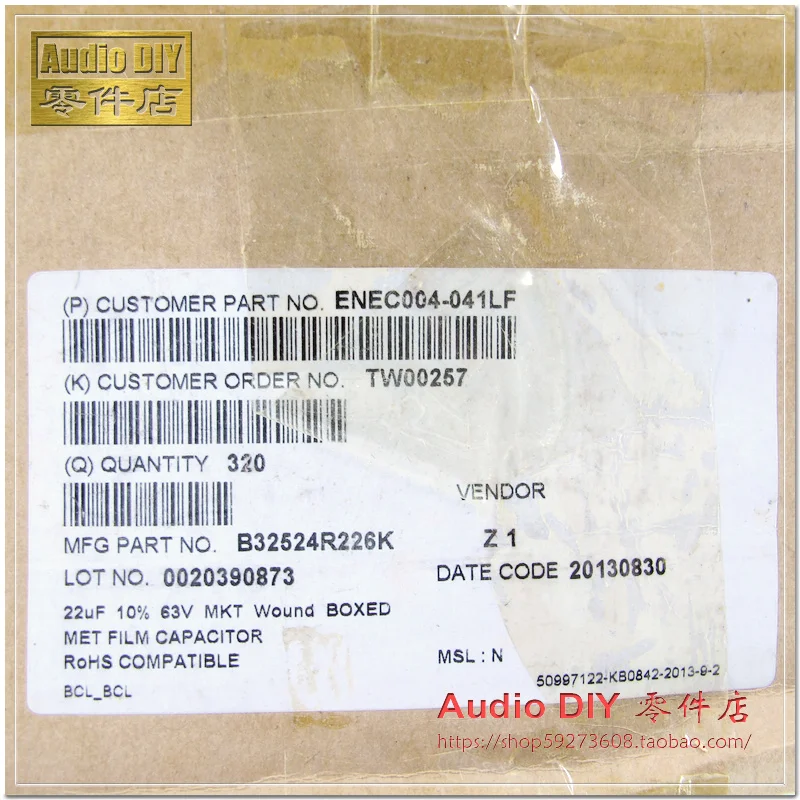 Audio DIY
零件店
(P) CUSTOMER PART NO. ENEC004-041LF
(K) CUSTOMER ORDER NO. TW00257
(Q) QUANTITY 320
VENDOR
MFG PART NO. B32524R226K Z 1
LOT NO. 0020390873 DATE CODE 20130830
22uF 10% 63V MKT Wound BOXED
MET FILM CAPACITOR
RoHS COMPATIBLE MSL : N
50997122-KB0842-2013-9-2
BCL_BCL
Audio DIY 零件店
https://shop59273608.taobao.com/